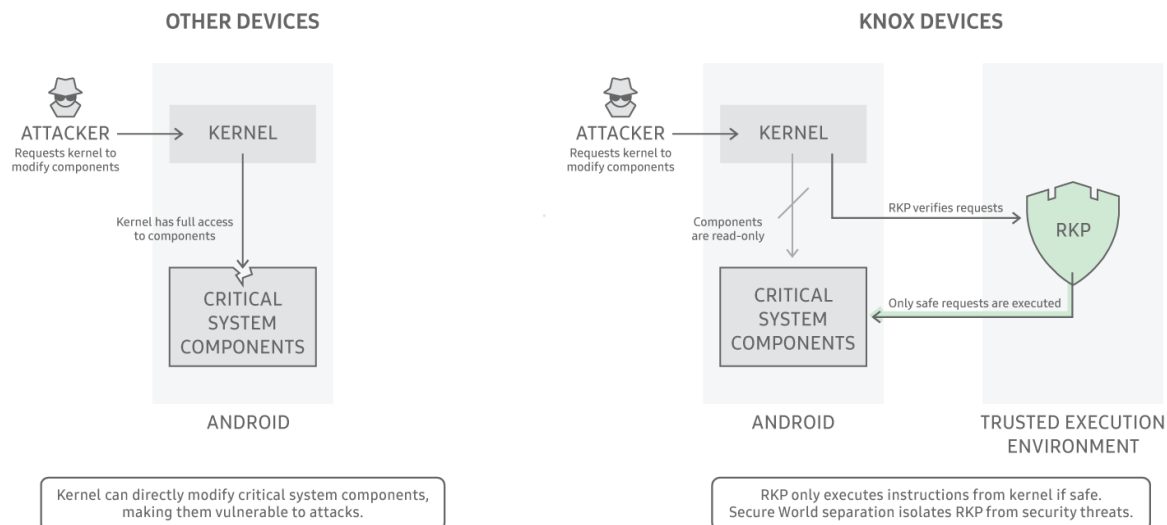 OTHER DEVICES
ATTACKER
Requests kernel to
modify components
KERNEL
Kernel has full access
to components
CRITICAL
SYSTEM
COMPONENTS
ANDROID
Kernel can directly modify critical system components,
making them vulnerable to attacks.
KNOX DEVICES
ATTACKER
Requests kernel to
modify components
KERNEL
Components
are read-only
RKP verifies requests
RKP
Only safe requests are executed
CRITICAL
SYSTEM
COMPONENTS
ANDROID
TRUSTED EXECUTION
ENVIRONMENT
RKP only executes instructions from kernel if safe.
Secure World separation isolates RKP from security threats.